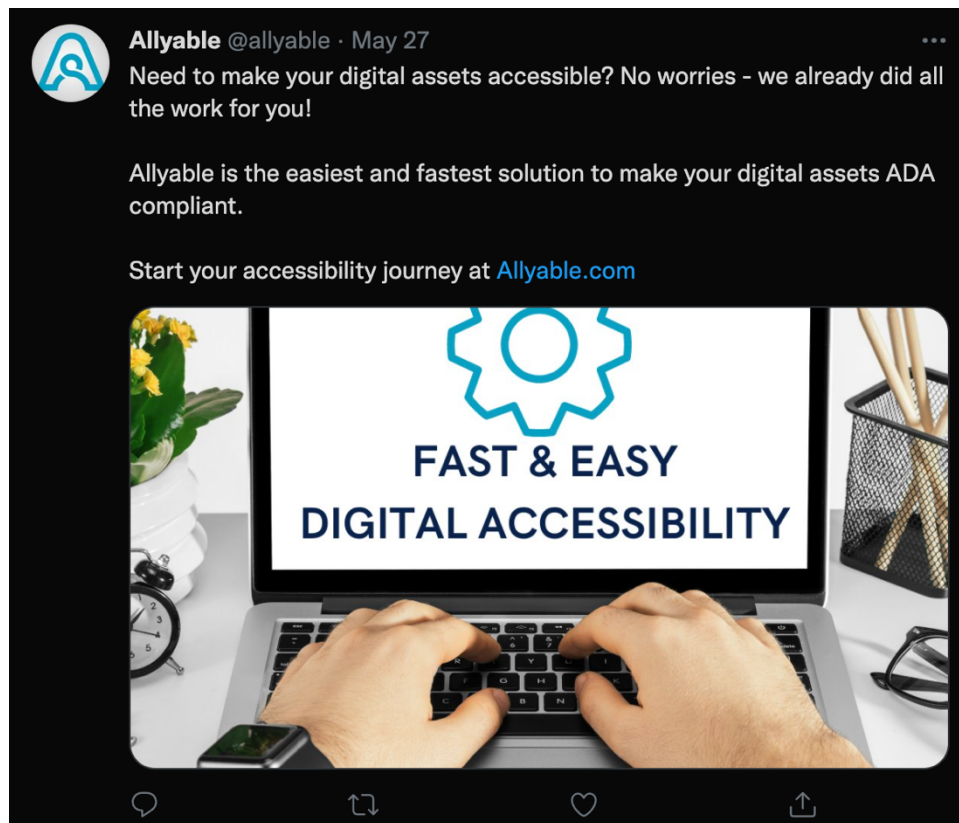 Allyable @allyable · May 27
Need to make your digital assets accessible? No worries - we already did all
the work for you!
Allyable is the easiest and fastest solution to make your digital assets ADA
compliant.
Start your accessibility journey at Allyable.com
FAST & EASY
DIGITAL ACCESSIBILITY